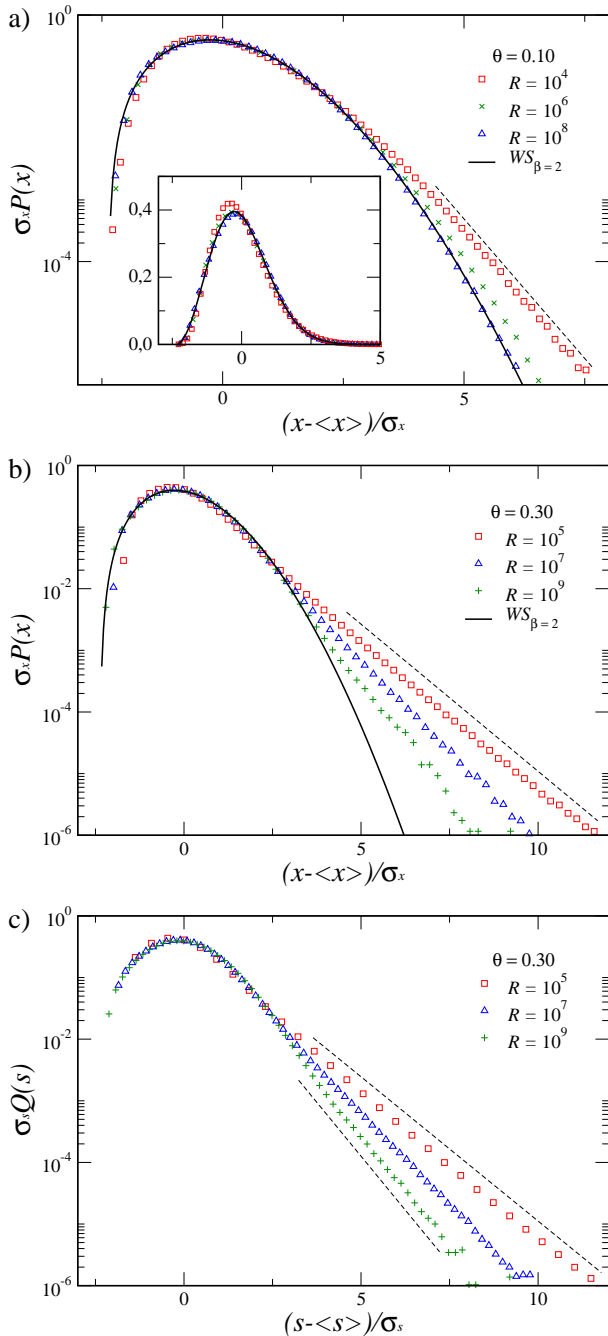 a)
10^0
θ = 0.10
R = 10^4
R = 10^6
R = 10^8
WS_β=2
σ_x P(x)
10^-4
0,4
0,2
0,0
0
5
0
5
(x-<x>)/σ_x
b)
10^0
θ = 0.30
R = 10^5
R = 10^7
R = 10^9
WS_β=2
10^-2
σ_x P(x)
10^-4
10^-6
0
5
10
(x-<x>)/σ_x
c)
10^0
θ = 0.30
R = 10^5
R = 10^7
R = 10^9
10^-2
σ_s Q(s)
10^-4
10^-6
0
5
10
(s-<s>)/σ_s